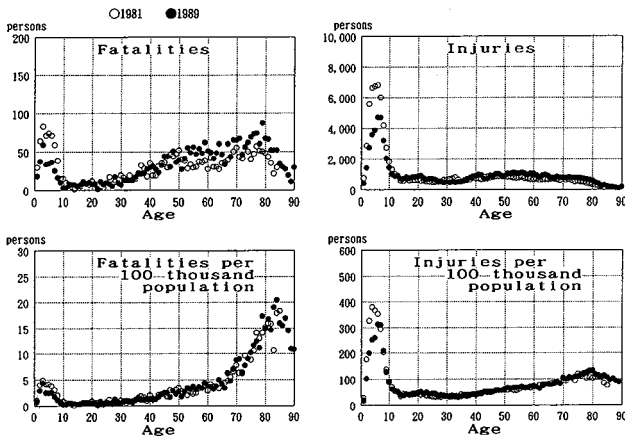 ○1981 ●1989
persons
Fatalities
200
150
100
50
0
0 10 20 30 40 50 60 70 80 90
Age
persons
Injuries
10,000
8,000
6,000
4,000
2,000
0
0 10 20 30 40 50 60 70 80 90
Age
persons
Fatalities per
100 thousand
population
30
25
20
15
10
5
0
0 10 20 30 40 50 60 70 80 90
Age
persons
Injuries per
100 thousand
population
600
500
400
300
200
100
0
0 10 20 30 40 50 60 70 80 90
Age